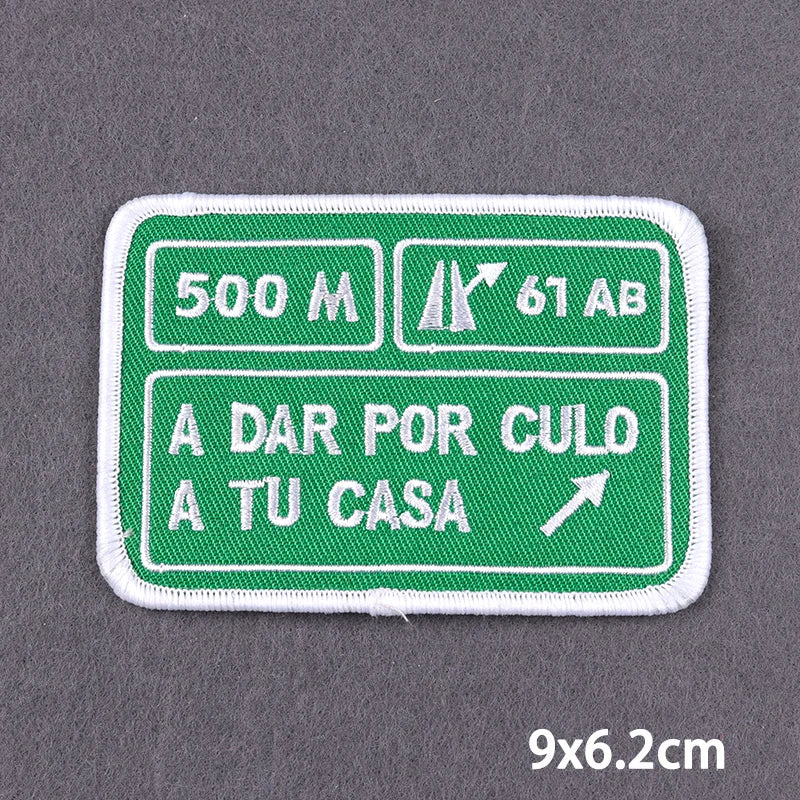 500 M
61 AB
A DAR POR CULO
A TU CASA
9x6.2cm